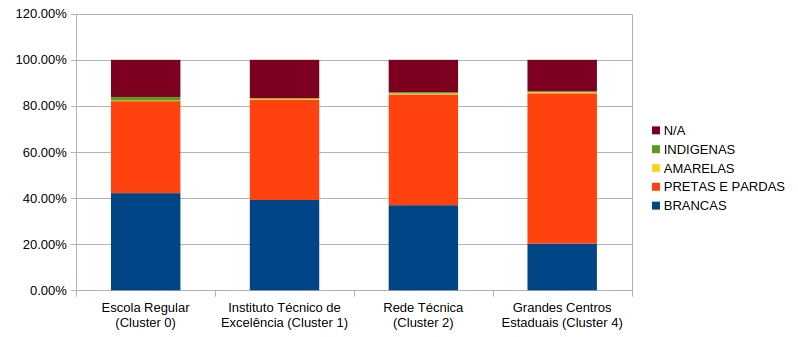 120.00%
100.00%
80.00%
60.00%
40.00%
20.00%
0.00%
Escola Regular
(Cluster 0)
Instituto Técnico de
Excelência (Cluster 1)
Rede Técnica
(Cluster 2)
Grandes Centros
Estaduais (Cluster 4)
N/A
INDIGENAS
AMARELAS
PRETAS E PARDAS
BRANCAS